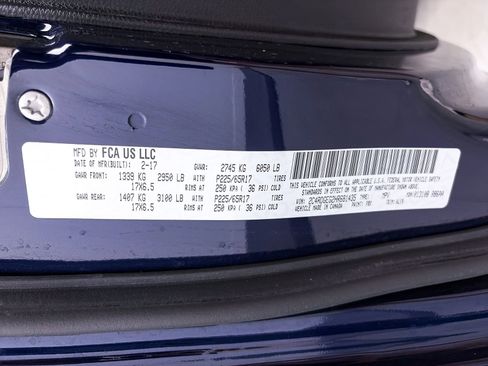 MFD BY FCA US LLC
DATE OF MFR(BUILT): 2-17 GVWR: 2745 KG 6050 LB
GAWR FRONT: 1339 KG 2950 LB WITH P225/65R17 TIRES
17X6.5 RIMS AT 250 KPA( 36 PSI) COLD
GAWR REAR: 1407 KG 3100 LB WITH P225/65R17 TIRES
17X6.5 RIMS AT 250 KPA( 36 PSI) COLD
THIS VEHICLE CONFORMS TO ALL APPLICABLE U.S.A. FEDERAL MOTOR VEHICLE SAFETY
STANDARDS IN EFFECT ON THE DATE OF MANUFACTURE SHOWN ABOVE.
VIN: TYPE: MPV
VEHICLE MADE IN CANADA